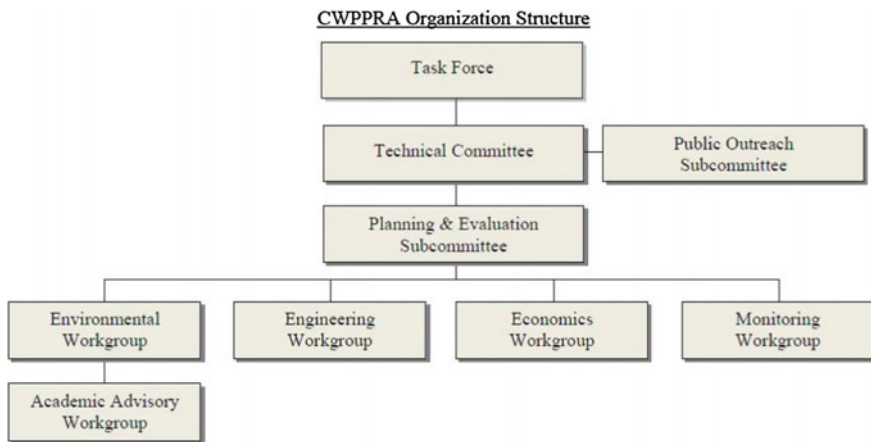 CWPPRA Organization Structure
Task Force
Technical Committee
Public Outreach
Subcommittee
Planning & Evaluation
Subcommittee
Environmental
Workgroup
Engineering
Workgroup
Economics
Workgroup
Monitoring
Workgroup
Academic Advisory
Workgroup